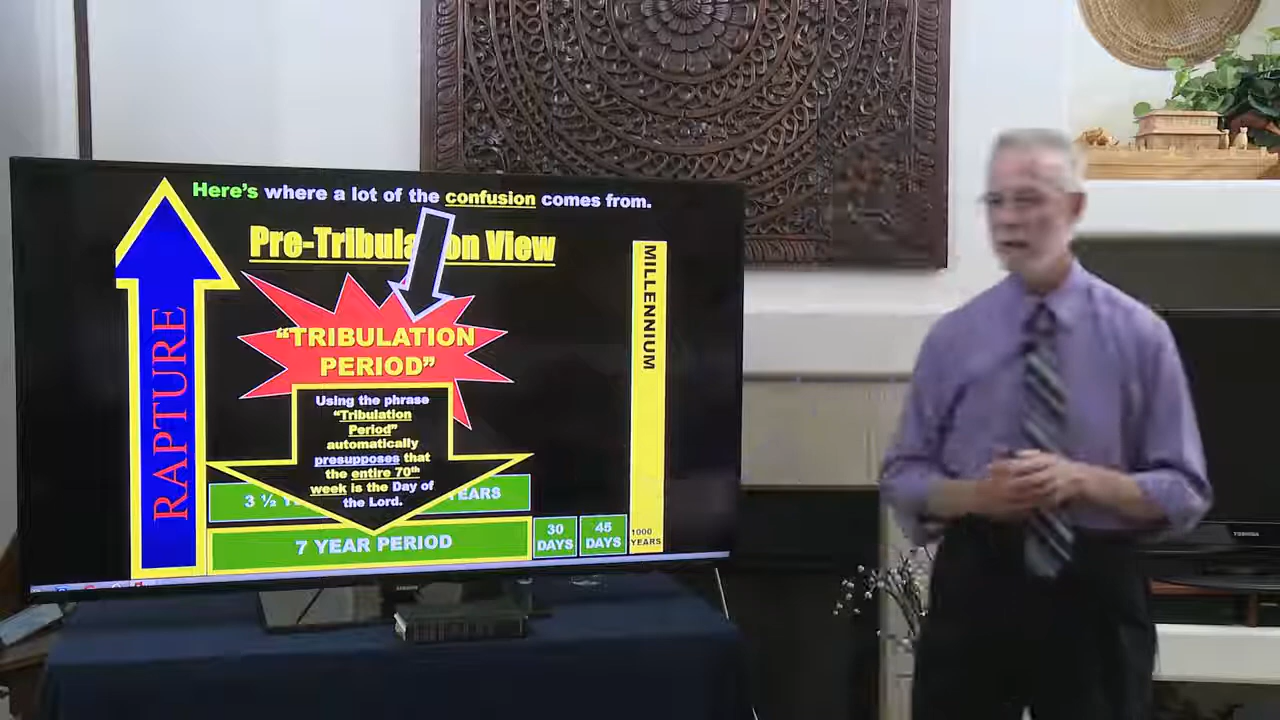 Here's where a lot of the confusion comes from.
Pre-Tribula on View
RAPTURE
"TRIBULATION
PERIOD"
Using the phrase
"Tribulation
Period"
automatically
presupposes that
the entire 70th
week is the Day of
the Lord.
3 ½ Y
YEARS
7 YEAR PERIOD
30
DAYS
45
DAYS
MILLENNIUM
1000
YEARS
TOSHIBA